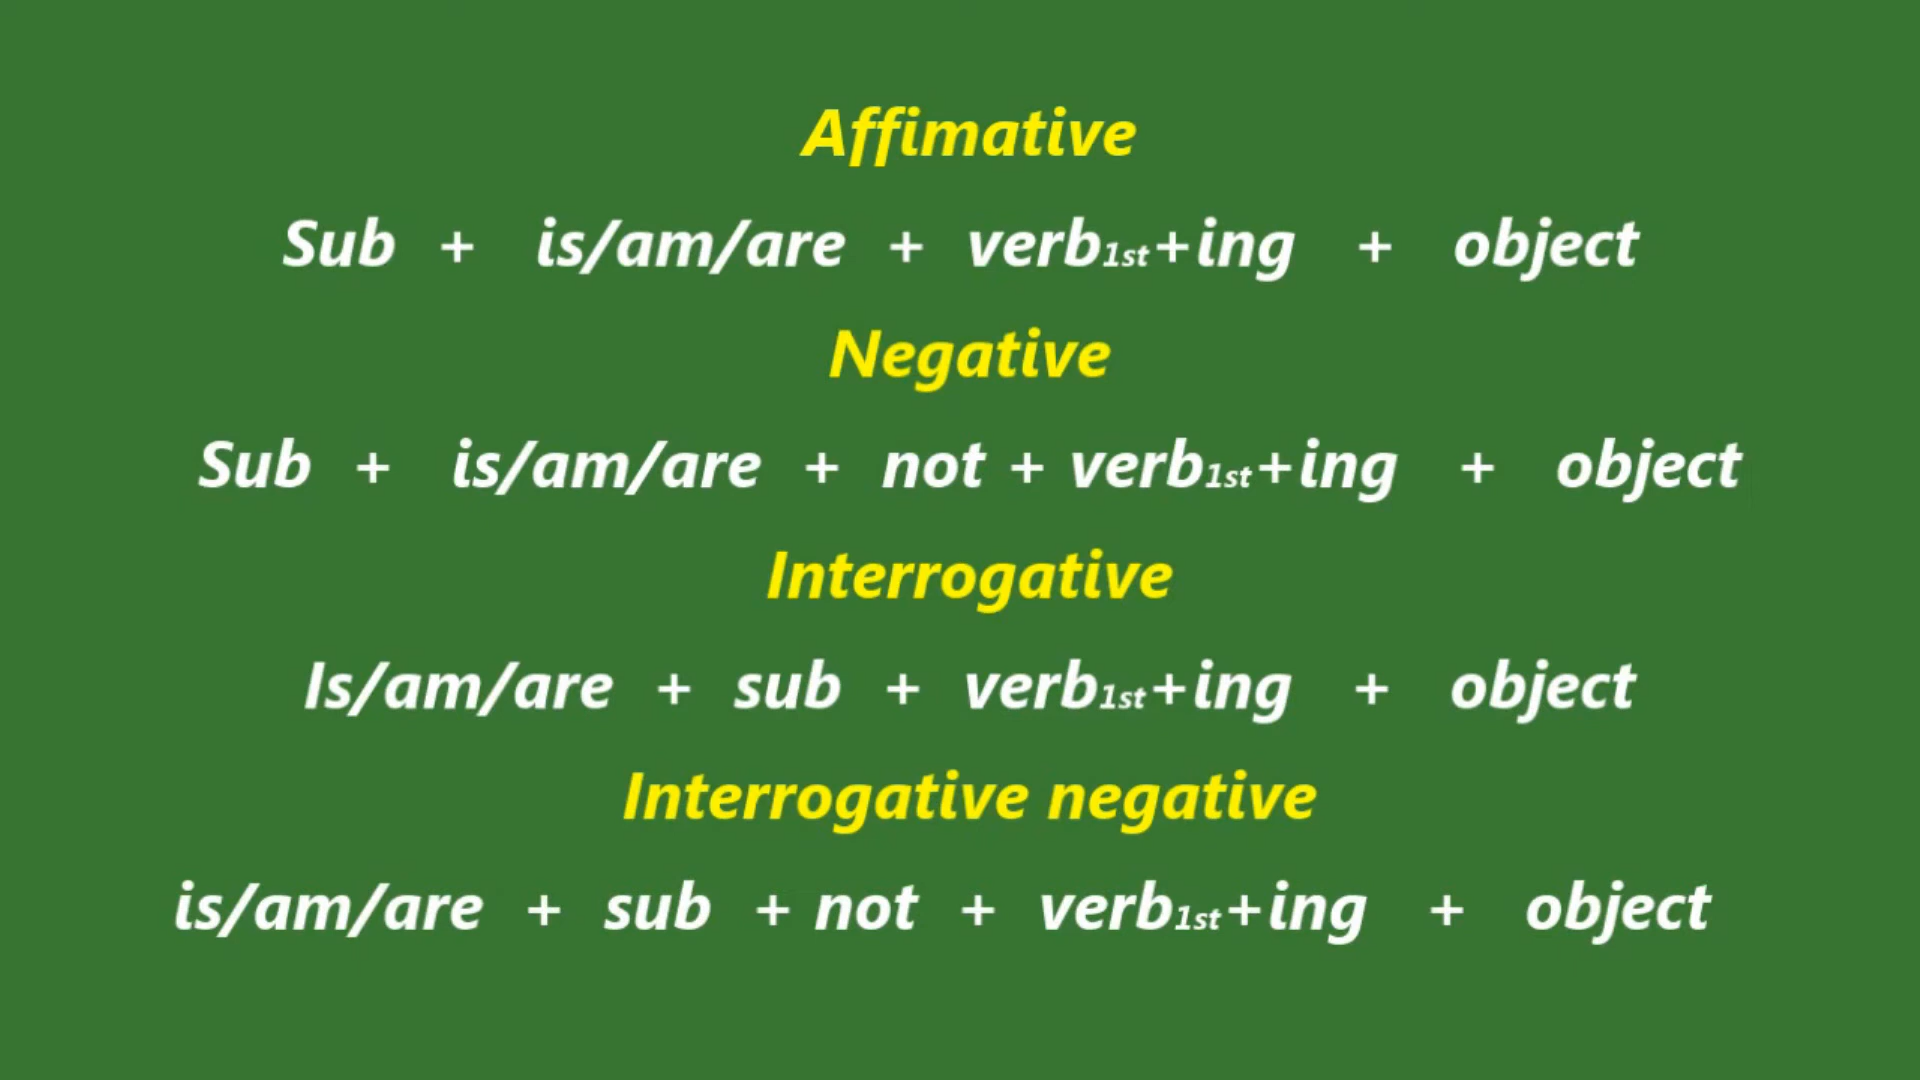 Affimative
Sub + is/am/are + verb1st+ing + object
Negative
Sub + is/am/are + not + verb1st+ing + object
Interrogative
Is/am/are + sub + verb1st+ing + object
Interrogative negative
is/am/are + sub + not + verb1st+ing + object